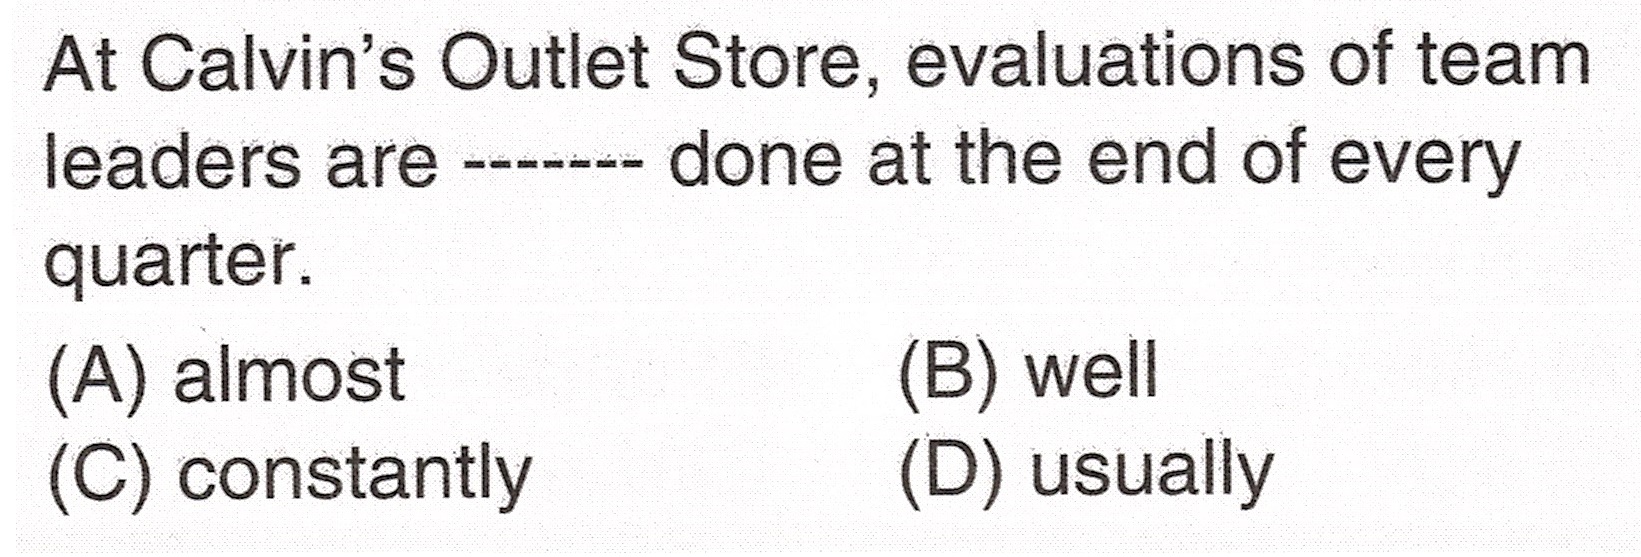 At Calvin's Outlet Store, evaluations of team
leaders are ------- done at the end of every
quarter.
(A) almost
(B) well
(C) constantly
(D) usually